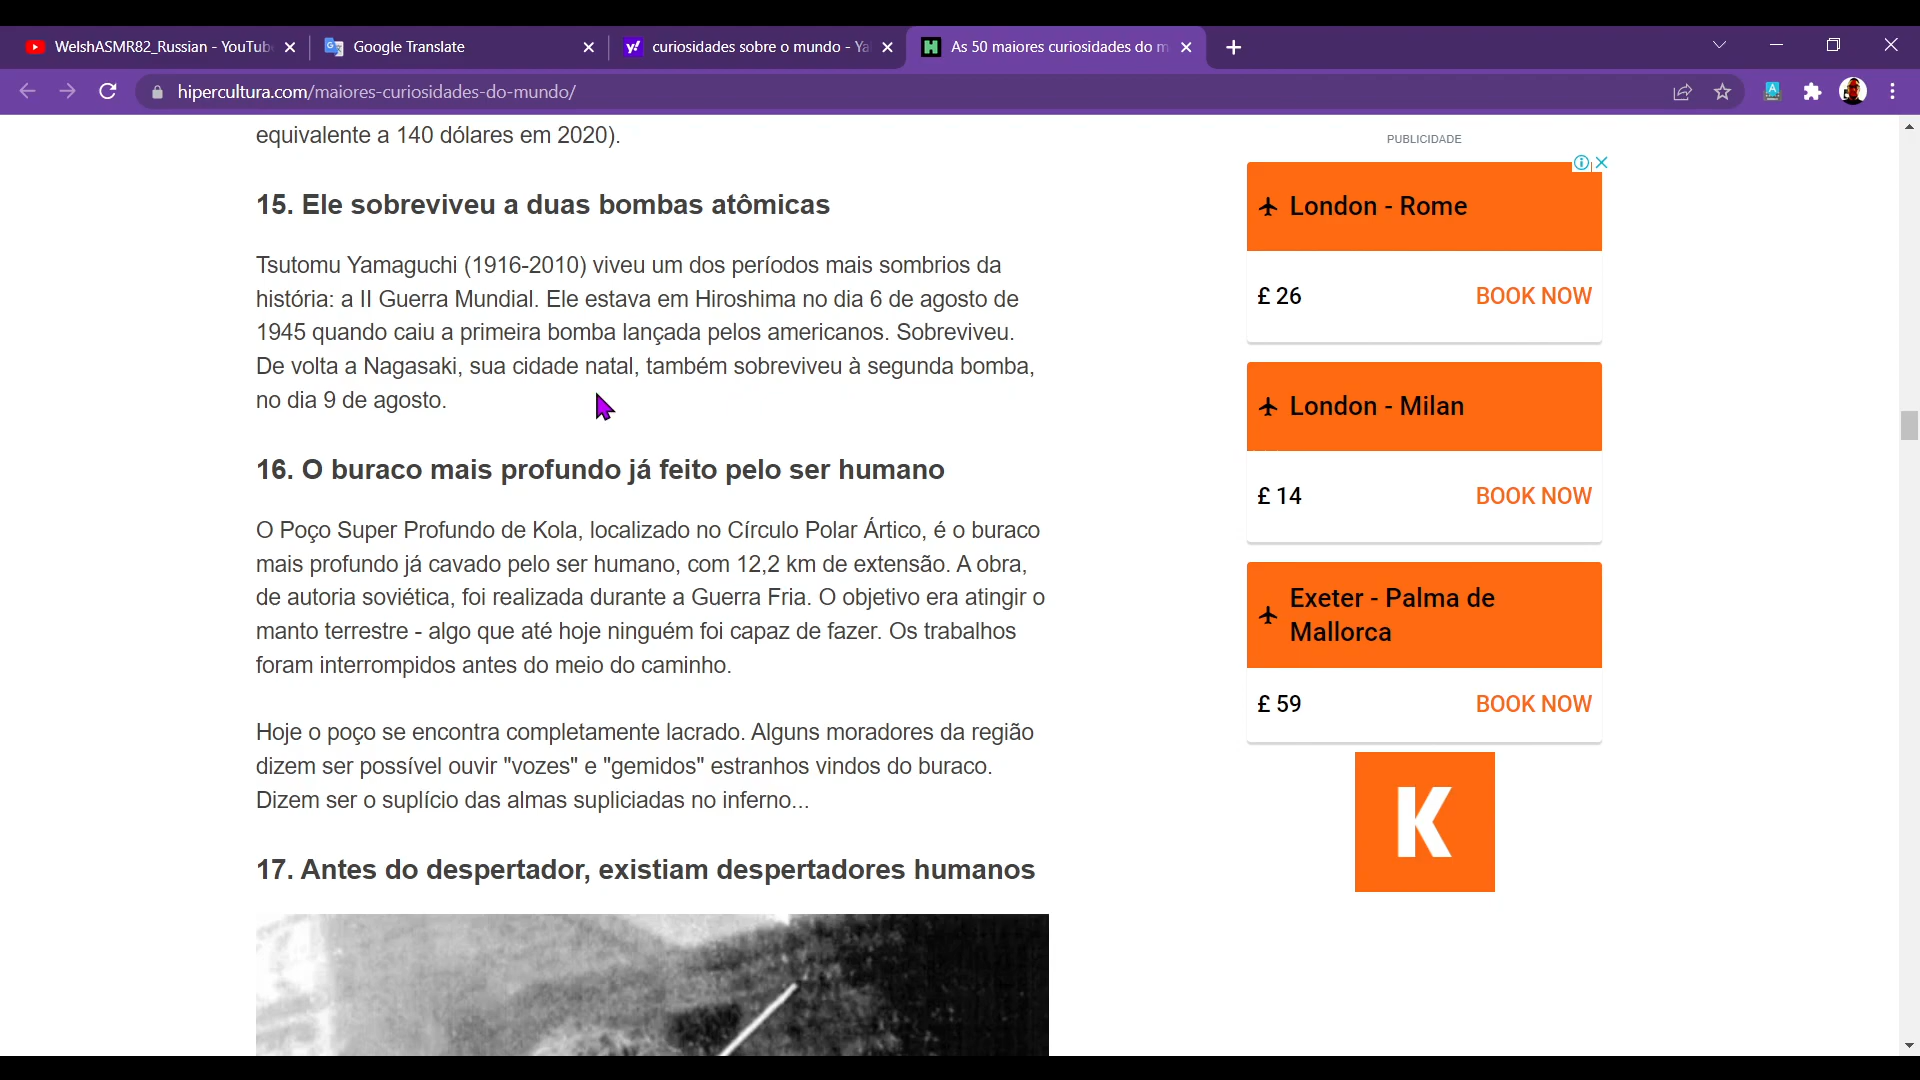 WelshASMR82_Russian - YouTub
Google Translate
curiosidades sobre o mundo - Ya
As 50 maiores curiosidades do m
hipercultura.com/maiores-curiosidades-do-mundo/
equivalente a 140 dólares em 2020).
15. Ele sobreviveu a duas bombas atômicas
Tsutomu Yamaguchi (1916-2010) viveu um dos períodos mais sombrios da
história: a II Guerra Mundial. Ele estava em Hiroshima no dia 6 de agosto de
1945 quando caiu a primeira bomba lançada pelos americanos. Sobreviveu.
De volta a Nagasaki, sua cidade natal, também sobreviveu à segunda bomba,
no dia 9 de agosto.
16. O buraco mais profundo já feito pelo ser humano
O Poço Super Profundo de Kola, localizado no Círculo Polar Ártico, é o buraco
mais profundo já cavado pelo ser humano, com 12,2 km de extensão. A obra,
de autoria soviética, foi realizada durante a Guerra Fria. O objetivo era atingir o
manto terrestre - algo que até hoje ninguém foi capaz de fazer. Os trabalhos
foram interrompidos antes do meio do caminho.
Hoje o poço se encontra completamente lacrado. Alguns moradores da região
dizem ser possível ouvir "vozes" e "gemidos" estranhos vindos do buraco.
Dizem ser o suplício das almas supliciadas no inferno...
17. Antes do despertador, existiam despertadores humanos
PUBLICIDADE
London - Rome
£ 26
BOOK NOW
London - Milan
£ 14
BOOK NOW
Exeter - Palma de
Mallorca
£ 59
BOOK NOW
K